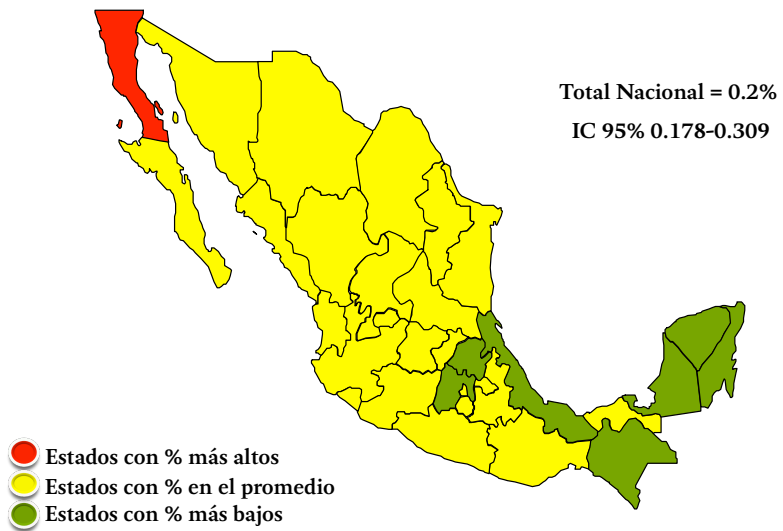 Total Nacional = 0.2%
IC 95% 0.178-0.309
Estados con % más altos
Estados con % en el promedio
Estados con % más bajos